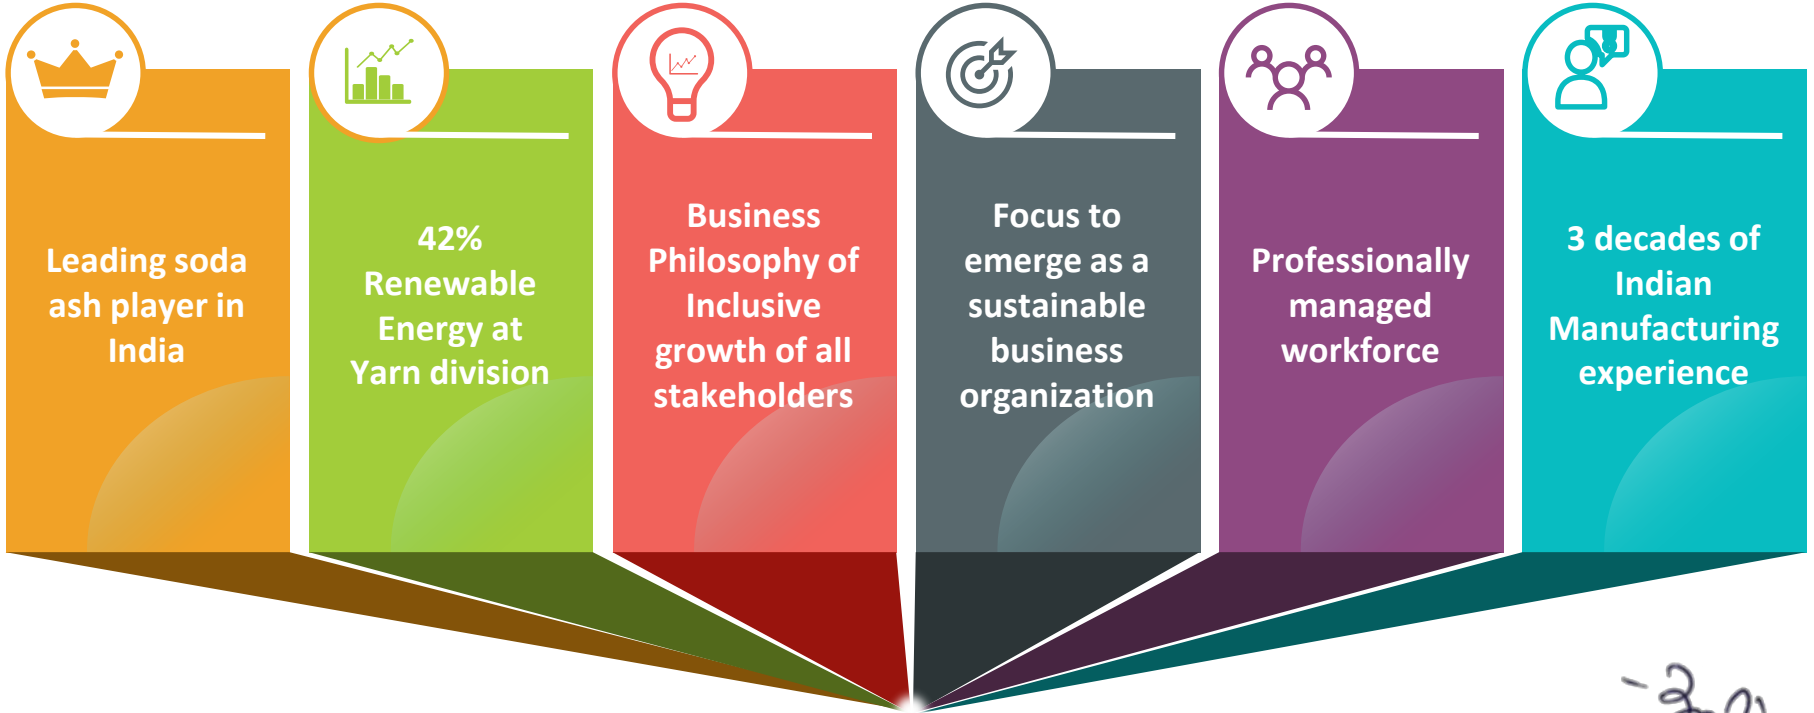 Leading soda
ash player in
India
42%
Renewable
Energy at
Yarn division
Business
Philosophy of
Inclusive
growth of all
stakeholders
Focus to
emerge as a
sustainable
business
organization
Professionally
managed
workforce
3 decades of
Indian
Manufacturing
experience